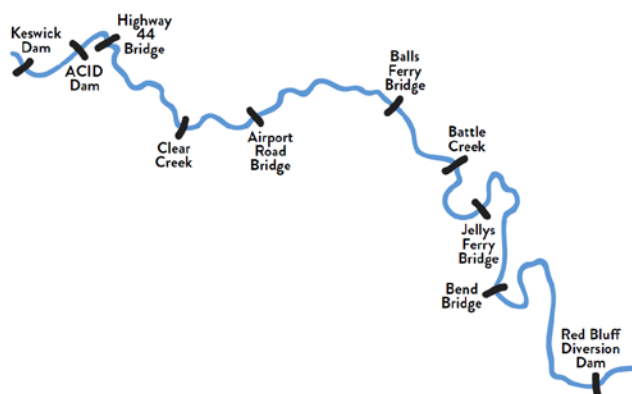 Keswick
Dam
ACID
Dam
Highway
44
Bridge
Clear
Creek
Airport
Road
Bridge
Balls
Ferry
Bridge
Battle
Creek
Jellys
Ferry
Bridge
Bend
Bridge
Red Bluff
Diversion
Dam